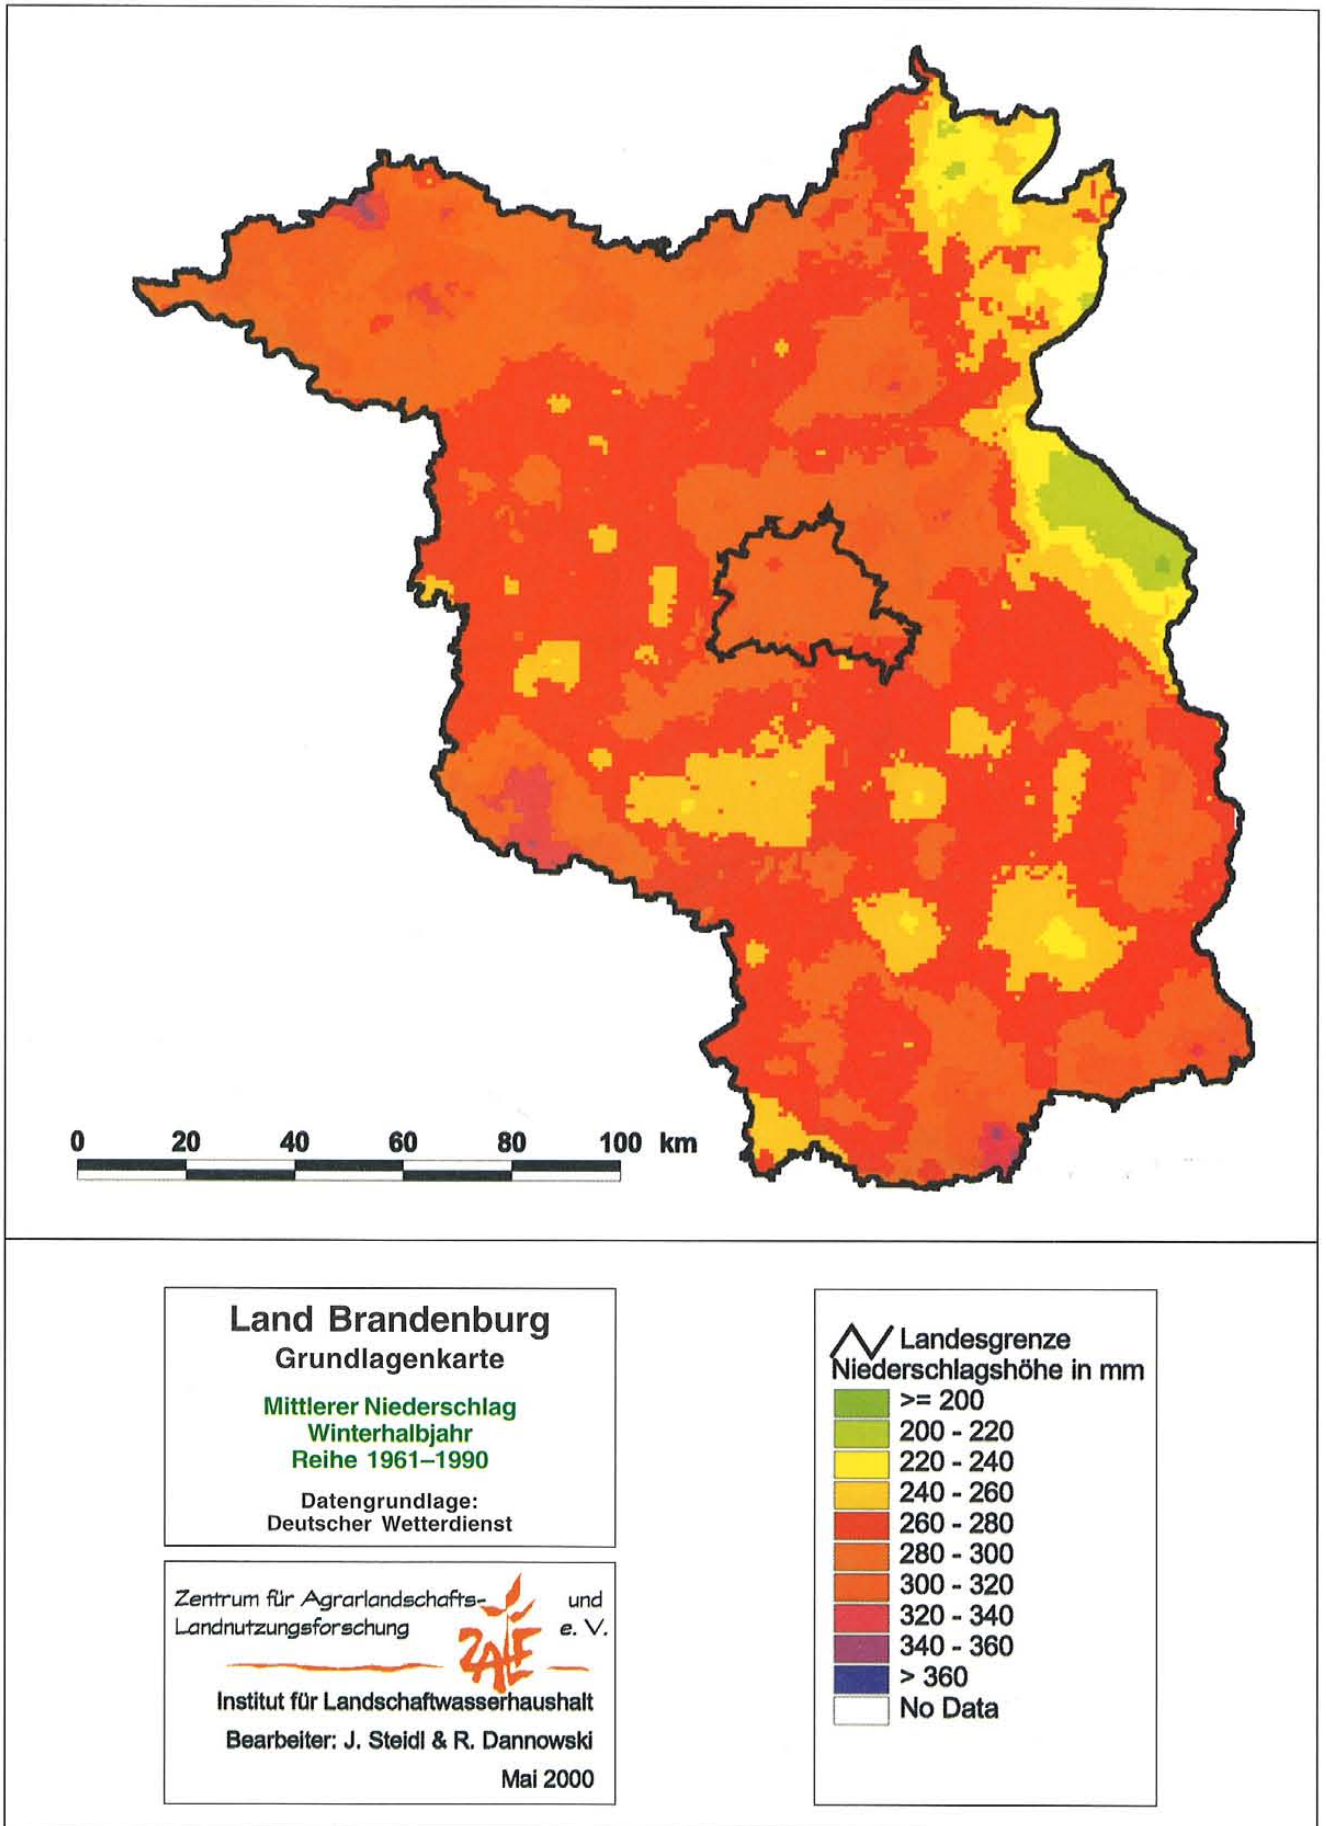 0 20 40 60 80 100 km
Land Brandenburg
Grundlagenkarte
Mittlerer Niederschlag
Winterhalbjahr
Reihe 1961–1990
Datengrundlage:
Deutscher Wetterdienst
Zentrum für Agrarlandschafts- und
Landnutzungsforschung e. V.
ZALF
Institut für Landschaftwasserhaushalt
Bearbeiter: J. Steidl & R. Dannowski
Mai 2000
Landesgrenze
Niederschlagshöhe in mm
>= 200
200 - 220
220 - 240
240 - 260
260 - 280
280 - 300
300 - 320
320 - 340
340 - 360
> 360
No Data